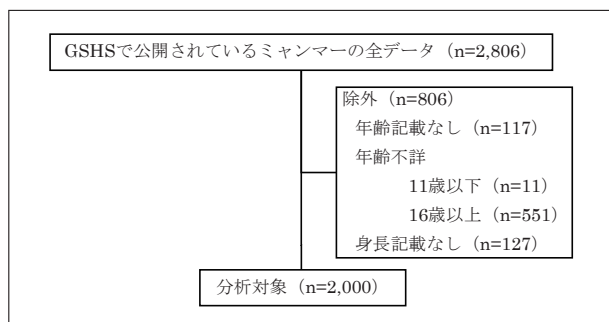 GSHSで公開されているミャンマーの全データ（n=2,806）
除外（n=806）
年齢記載なし（n=117）
年齢不詳
11歳以下（n=11）
16歳以上（n=551）
身長記載なし（n=127）
分析対象（n=2,000）